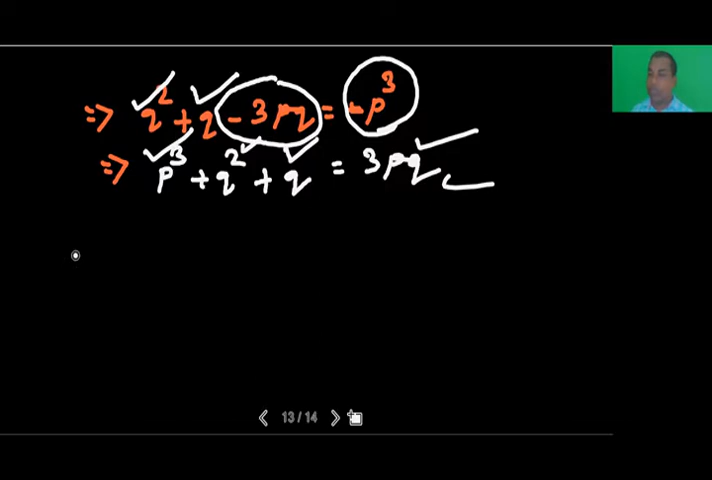 => q² + q - 3pq = -p³
=> p³ + q² + q = 3pq
13 / 14